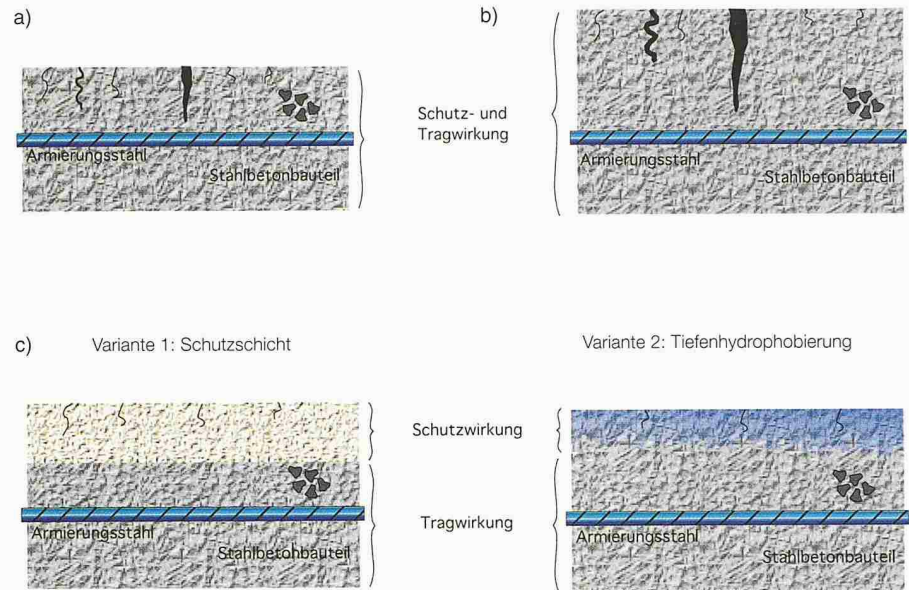 a)
b)
Schutz- und
Tragwirkung
Armierungsstahl
Stahlbetonbauteil
Armierungsstahl
Stahlbetonbauteil
c)
Variante 1: Schutzschicht
Variante 2: Tiefenhydrophobierung
Schutzwirkung
Tragwirkung
Armierungsstahl
Stahlbetonbauteil
Armierungsstahl
Stahlbetonbauteil